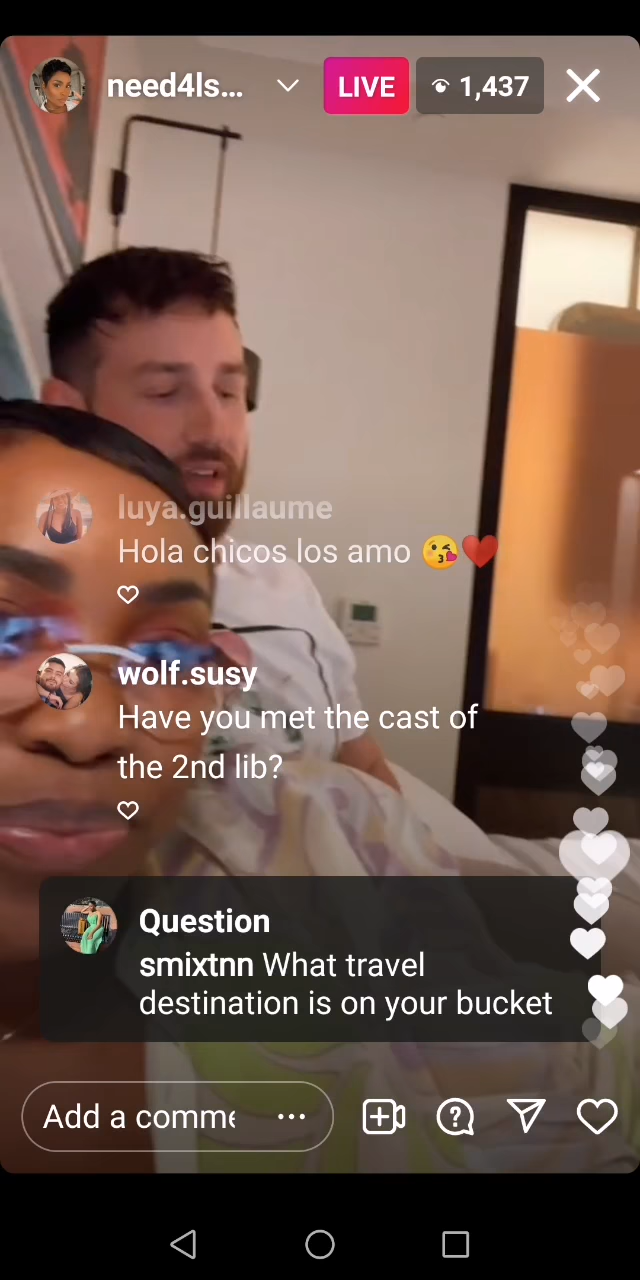 need4ls...
LIVE
1,437
luya.guillaume
Hola chicos los amo 😘❤️
wolf.susy
Have you met the cast of
the 2nd lib?
Question
smixtnn What travel
destination is on your bucket
Add a comme